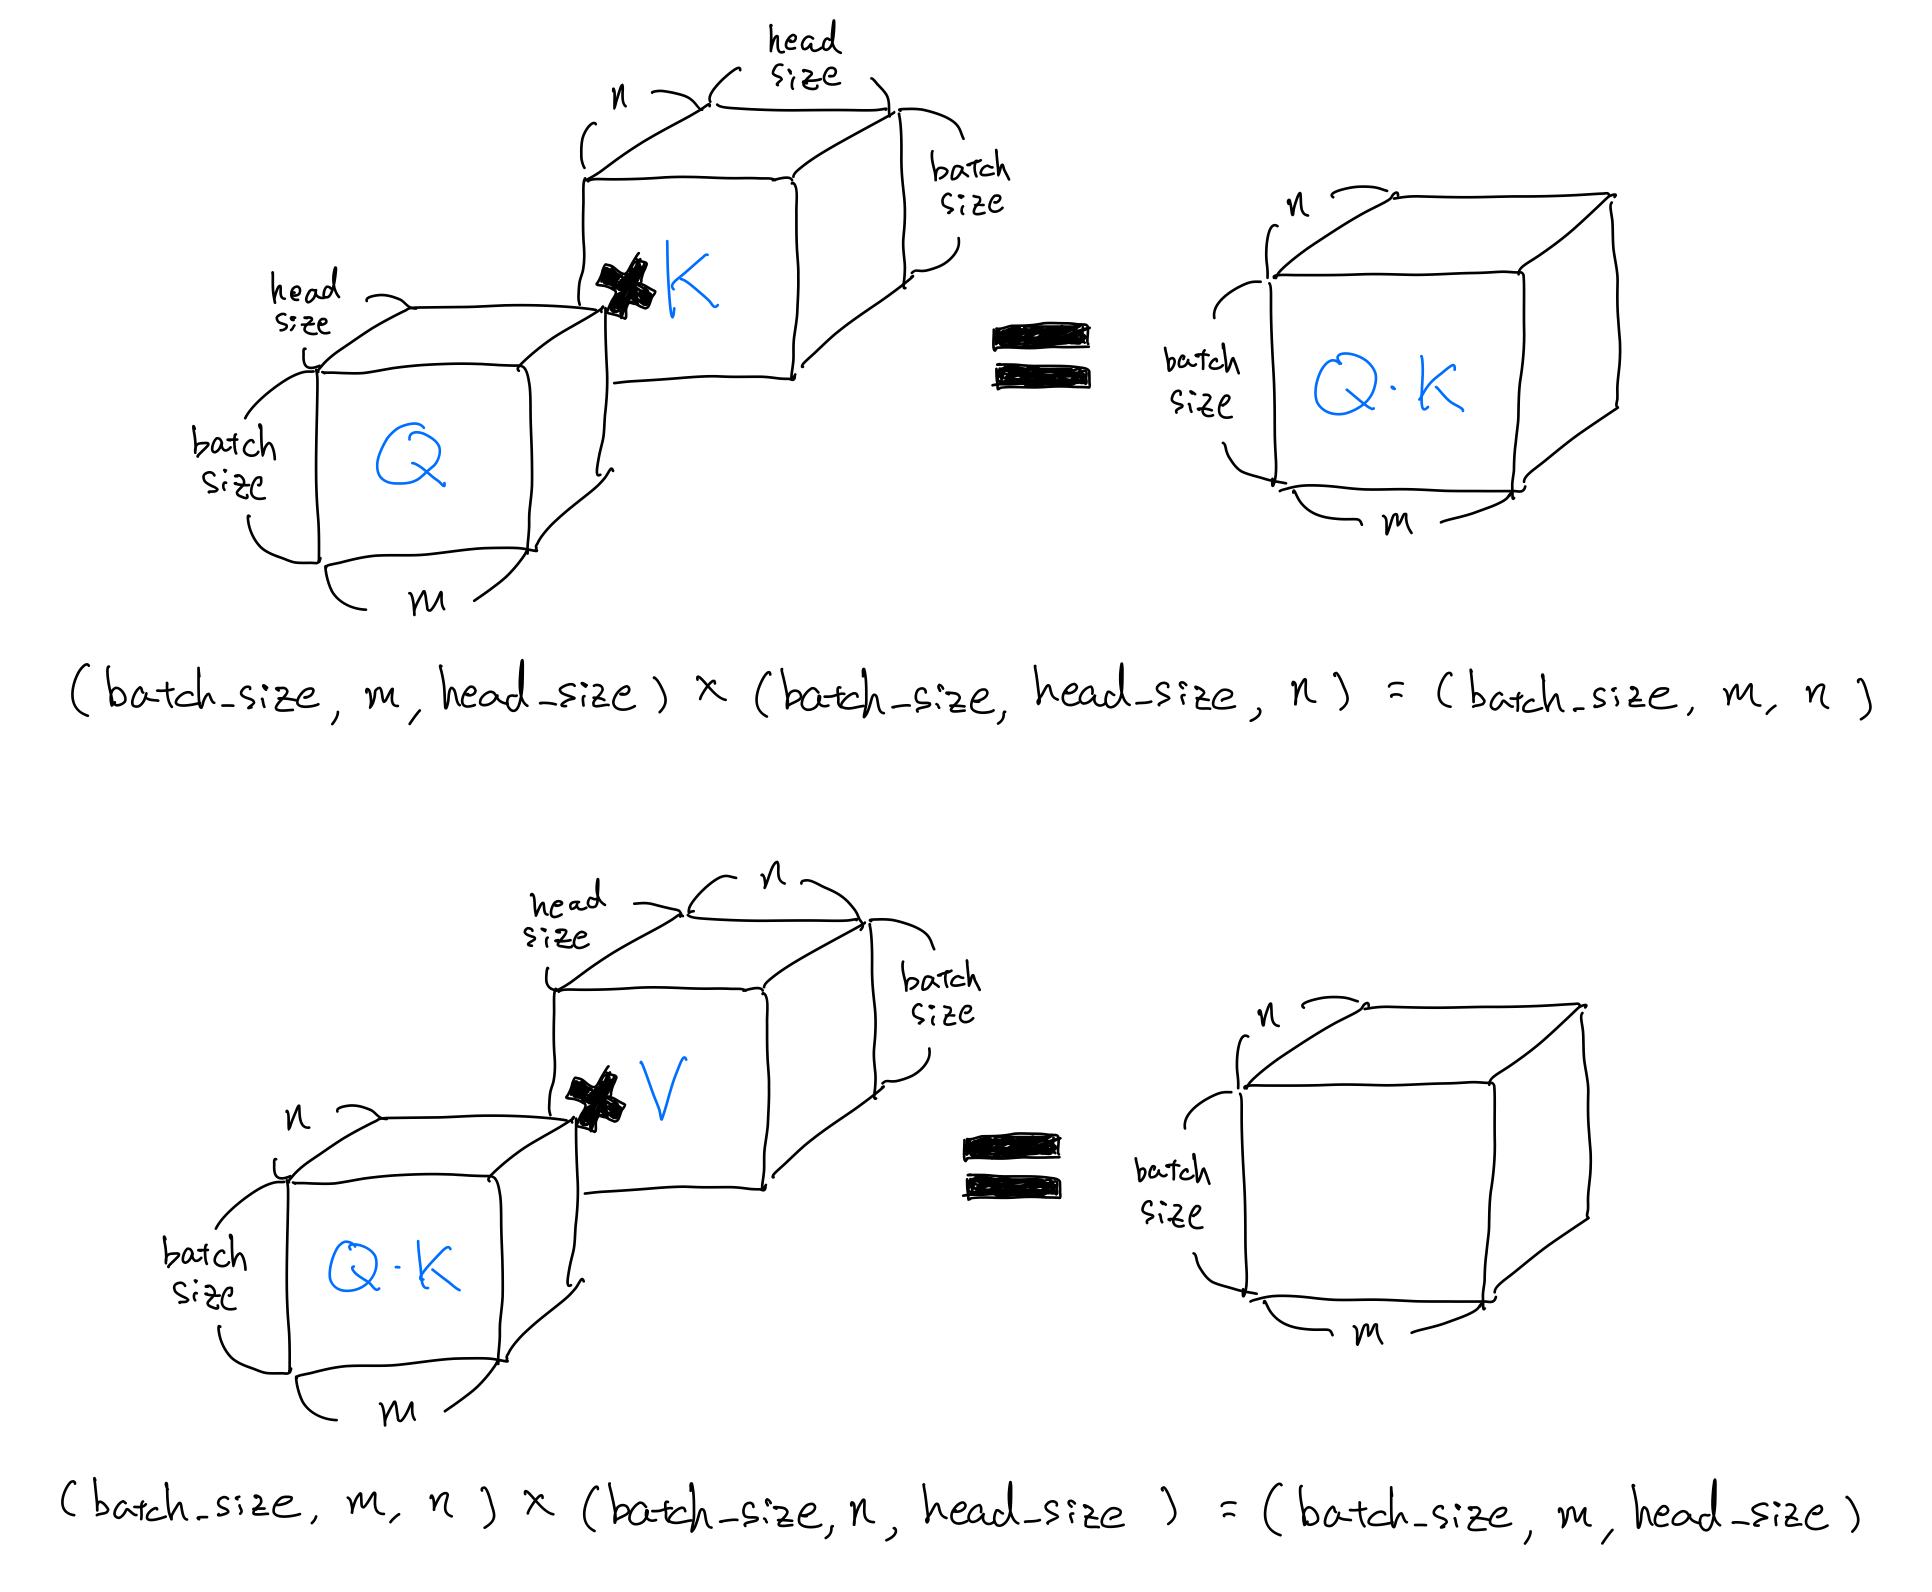 head
size
n
batch
size
K
head
size
batch
size
Q
m
n
batch
size
Q·K
m
(batch_size, m, head_size) × (batch_size, head_size, n) = (batch_size, m, n)
n
head
size
batch
size
V
n
batch
size
Q·K
m
n
batch
size
m
(batch_size, m, n) × (batch_size, n, head_size) = (batch_size, m, head_size)